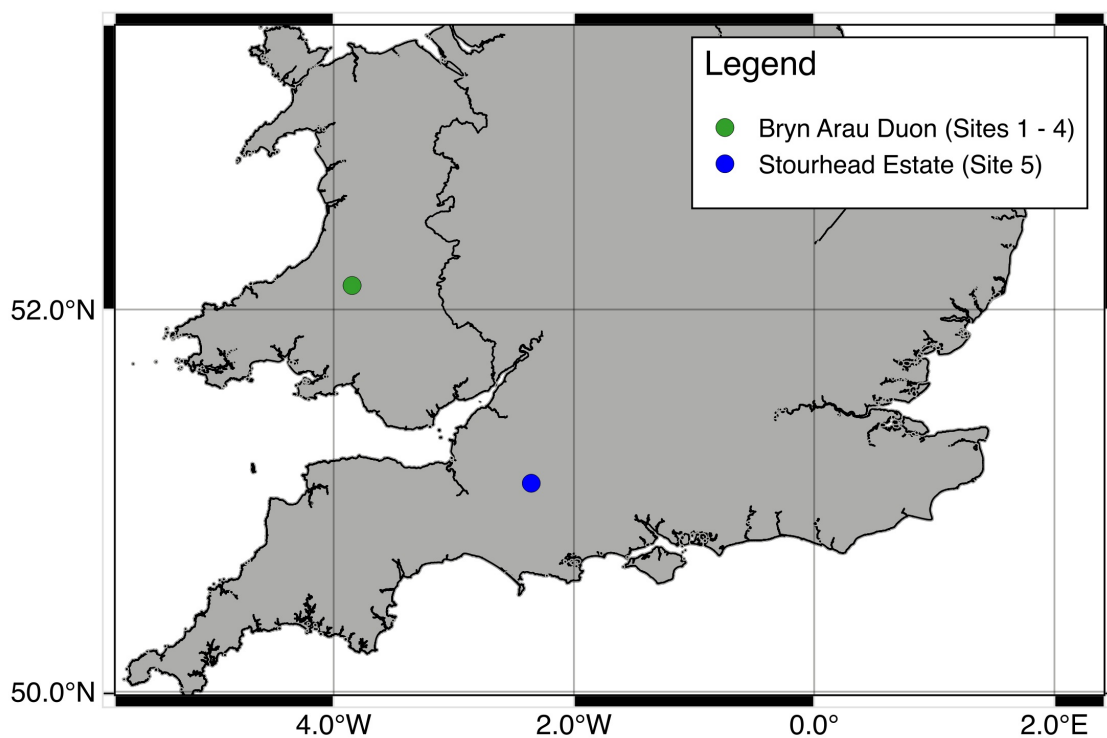 Legend
Bryn Arau Duon (Sites 1 - 4)
Stourhead Estate (Site 5)
52.0°N
50.0°N
4.0°W 2.0°W 0.0° 2.0°E